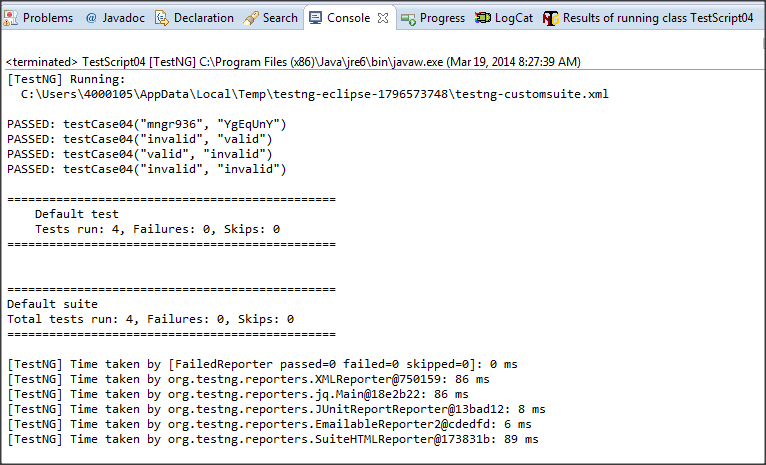 Problems @ Javadoc Declaration Search Console Progress LogCat Results of running class TestScript04
<terminated> TestScript04 [TestNG] C:\Program Files (x86)\Java\jre6\bin\javaw.exe (Mar 19, 2014 8:27:39 AM)
[TestNG] Running:
  C:\Users\4000105\AppData\Local\Temp\testng-eclipse-1796573748\testng-customsuite.xml
PASSED: testCase04("mngr936", "YgEqUnY")
PASSED: testCase04("invalid", "valid")
PASSED: testCase04("valid", "invalid")
PASSED: testCase04("invalid", "invalid")
===============================================
    Default test
    Tests run: 4, Failures: 0, Skips: 0
===============================================
===============================================
Default suite
Total tests run: 4, Failures: 0, Skips: 0
===============================================
[TestNG] Time taken by [FailedReporter passed=0 failed=0 skipped=0]: 0 ms
[TestNG] Time taken by org.testng.reporters.XMLReporter@750159: 86 ms
[TestNG] Time taken by org.testng.reporters.jq.Main@18e2b22: 86 ms
[TestNG] Time taken by org.testng.reporters.JUnitReportReporter@13bad12: 8 ms
[TestNG] Time taken by org.testng.reporters.EmailableReporter2@cdedfd: 6 ms
[TestNG] Time taken by org.testng.reporters.SuiteHTMLReporter@173831b: 89 ms